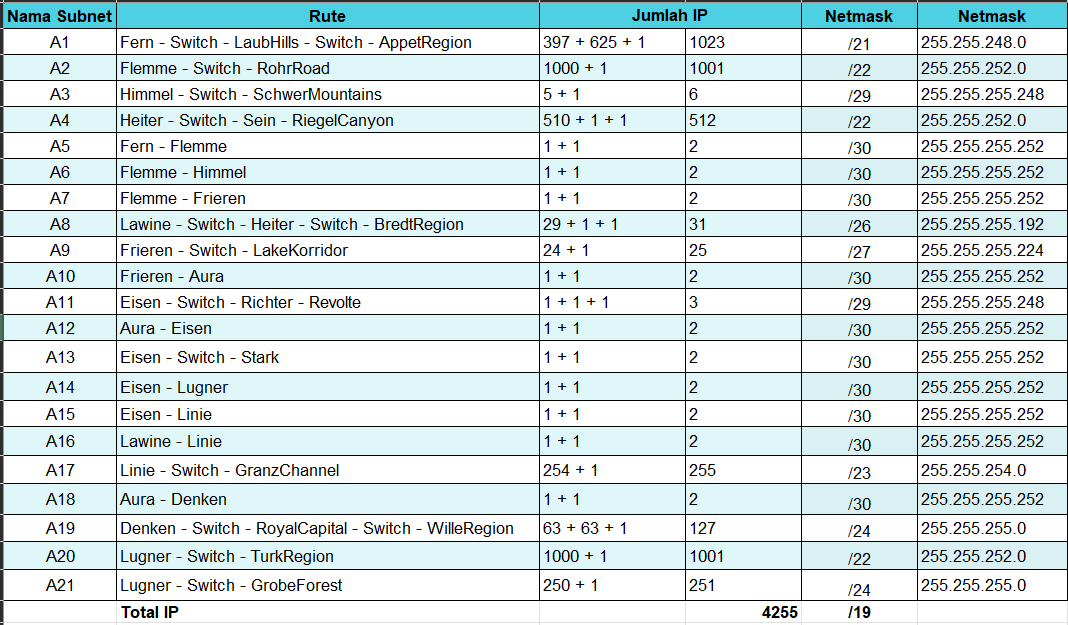 Nama Subnet Rute Jumlah IP Netmask Netmask
A1 Fern - Switch - LaubHills - Switch - AppetRegion 397 + 625 + 1 1023 /21 255.255.248.0
A2 Flemme - Switch - RohrRoad 1000 + 1 1001 /22 255.255.252.0
A3 Himmel - Switch - SchwerMountains 5 + 1 6 /29 255.255.255.248
A4 Heiter - Switch - Sein - RiegelCanyon 510 + 1 + 1 512 /22 255.255.252.0
A5 Fern - Flemme 1 + 1 2 /30 255.255.255.252
A6 Flemme - Himmel 1 + 1 2 /30 255.255.255.252
A7 Flemme - Frieren 1 + 1 2 /30 255.255.255.252
A8 Lawine - Switch - Heiter - Switch - BredtRegion 29 + 1 + 1 31 /26 255.255.255.192
A9 Frieren - Switch - LakeKorridor 24 + 1 25 /27 255.255.255.224
A10 Frieren - Aura 1 + 1 2 /30 255.255.255.252
A11 Eisen - Switch - Richter - Revolte 1 + 1 + 1 3 /29 255.255.255.248
A12 Aura - Eisen 1 + 1 2 /30 255.255.255.252
A13 Eisen - Switch - Stark 1 + 1 2 /30 255.255.255.252
A14 Eisen - Lugner 1 + 1 2 /30 255.255.255.252
A15 Eisen - Linie 1 + 1 2 /30 255.255.255.252
A16 Lawine - Linie 1 + 1 2 /30 255.255.255.252
A17 Linie - Switch - GranzChannel 254 + 1 255 /23 255.255.254.0
A18 Aura - Denken 1 + 1 2 /30 255.255.255.252
A19 Denken - Switch - RoyalCapital - Switch - WilleRegion 63 + 63 + 1 127 /24 255.255.255.0
A20 Lugner - Switch - TurkRegion 1000 + 1 1001 /22 255.255.252.0
A21 Lugner - Switch - GrobeForest 250 + 1 251 /24 255.255.255.0
Total IP 4255 /19